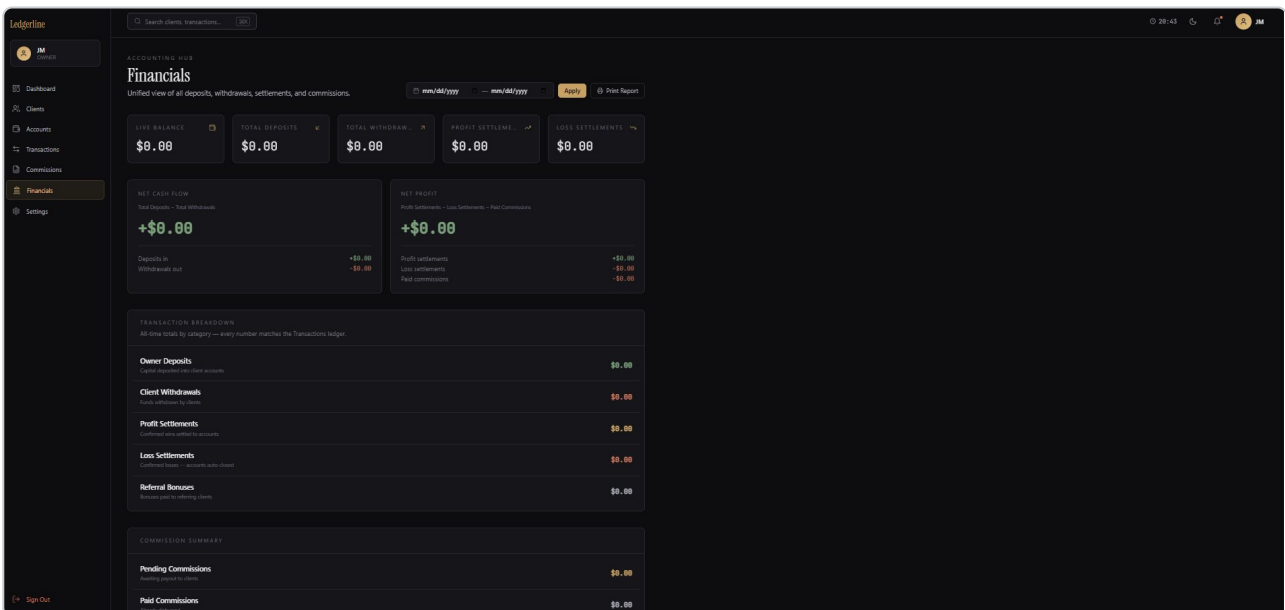 Ledgerline
Search clients, transactions... ⌘K
20:43
JM
JM
OWNER
Dashboard
Clients
Accounts
Transactions
Commissions
Financials
Settings
Sign Out
ACCOUNTING HUB
Financials
Unified view of all deposits, withdrawals, settlements, and commissions.
mm/dd/yyyy — mm/dd/yyyy Apply Print Report
LIVE BALANCE
$0.00
TOTAL DEPOSITS
$0.00
TOTAL WITHDRAW...
$0.00
PROFIT SETTLEME...
$0.00
LOSS SETTLEMENTS
$0.00
NET CASH FLOW
Total Deposits – Total Withdrawals
+$0.00
Deposits in +$0.00
Withdrawals out -$0.00
NET PROFIT
Profit Settlements – Loss Settlements – Paid Commissions
+$0.00
Profit settlements +$0.00
Loss settlements -$0.00
Paid commissions -$0.00
TRANSACTION BREAKDOWN
All-time totals by category — every number matches the Transactions ledger.
Owner Deposits $0.00
Capital deposited into client accounts
Client Withdrawals $0.00
Funds withdrawn by clients
Profit Settlements $0.00
Confirmed wins settled to accounts
Loss Settlements $0.00
Confirmed losses — accounts auto-closed
Referral Bonuses $0.00
Bonuses paid to referring clients
COMMISSION SUMMARY
Pending Commissions $0.00
Awaiting payout to clients
Paid Commissions $0.00